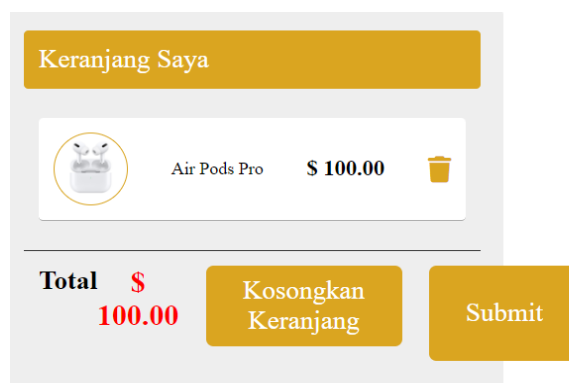 Keranjang Saya
Air Pods Pro $ 100.00
Total $
100.00
Kosongkan
Keranjang
Submit